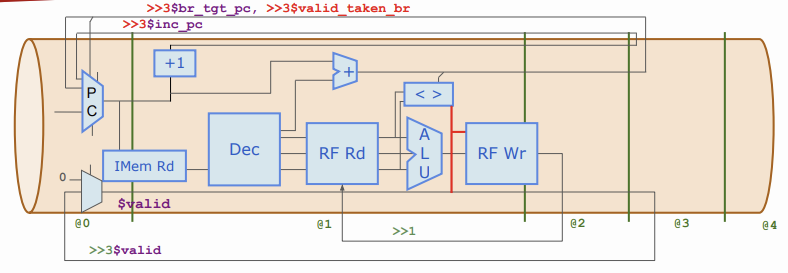 >>3$br_tgt_pc, >>3$valid_taken_br
>>3$inc_pc
+1
P
C
+
< >
A
L
U
IMem Rd
Dec
RF Rd
RF Wr
0
$valid
@0
@1
@2
@3
@4
>>1
>>3$valid